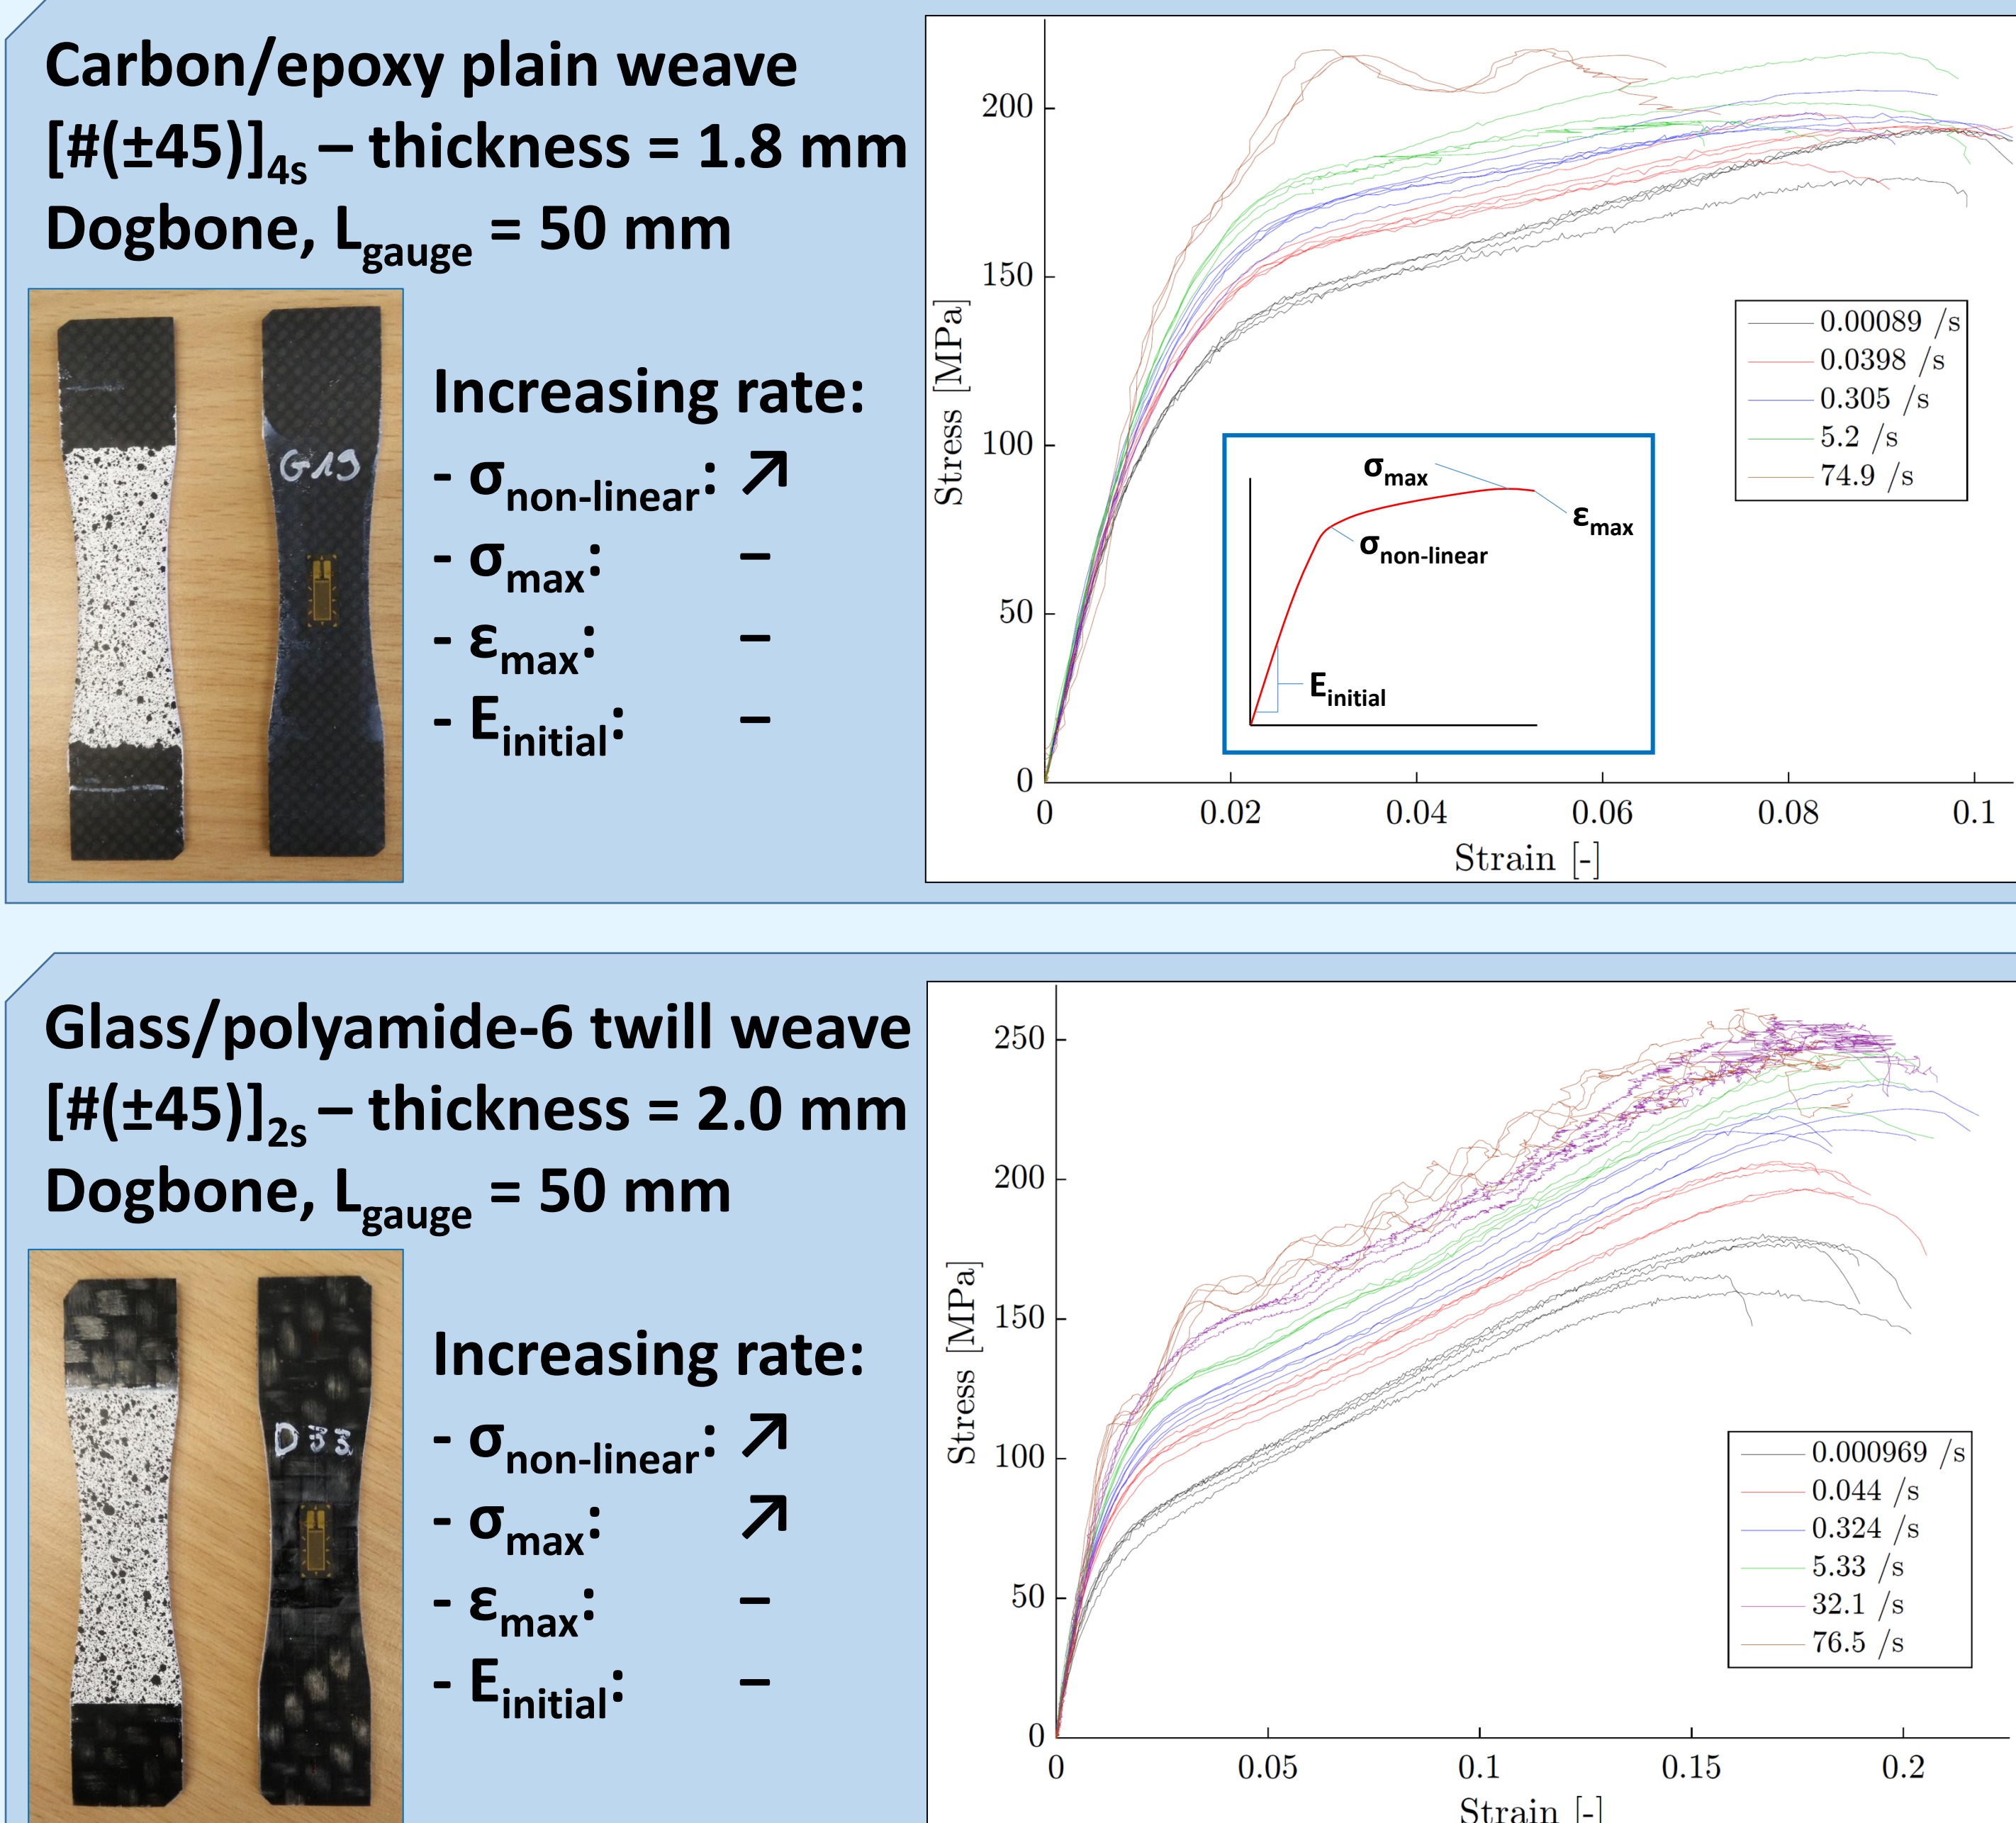 Carbon/epoxy plain weave
[#(±45)]4s – thickness = 1.8 mm
Dogbone, Lgauge = 50 mm
G19
Increasing rate:
- σnon-linear: ↗
- σmax: –
- εmax: –
- Einitial: –
Stress [MPa]
200
150
100
50
0
0 0.02 0.04 0.06 0.08 0.1
Strain [-]
0.00089 /s
0.0398 /s
0.305 /s
5.2 /s
74.9 /s
σmax
εmax
σnon-linear
Einitial
Glass/polyamide-6 twill weave
[#(±45)]2s – thickness = 2.0 mm
Dogbone, Lgauge = 50 mm
D33
Increasing rate:
- σnon-linear: ↗
- σmax: ↗
- εmax: –
- Einitial: –
Stress [MPa]
250
200
150
100
50
0
0 0.05 0.1 0.15 0.2
Strain [-]
0.000969 /s
0.044 /s
0.324 /s
5.33 /s
32.1 /s
76.5 /s